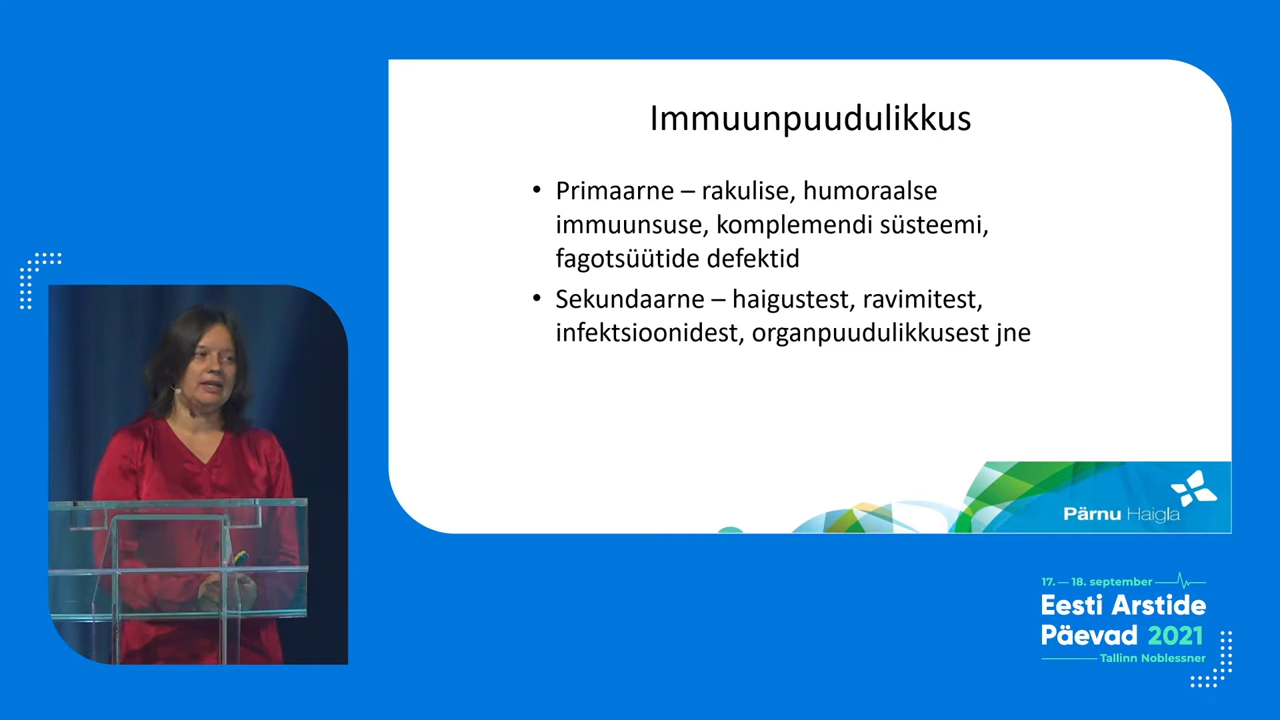 Immuunpuudulikkus
• Primaarne – rakulise, humoraalse
immuunsuse, komplemendi süsteemi,
fagotsüütide defektid
• Sekundaarne – haigustest, ravimitest,
infektsioonidest, organpuudulikkusest jne
Pärnu Haigla
17. — 18. september
Eesti Arstide
Päevad 2021
Tallinn Noblessner